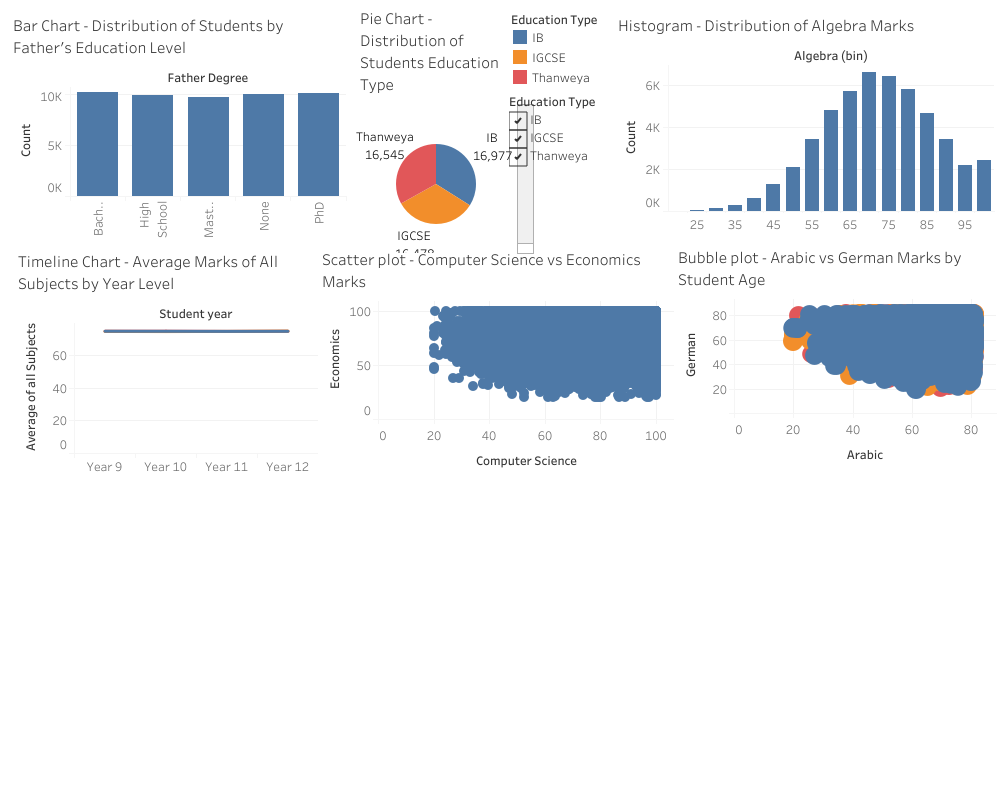 Bar Chart - Distribution of Students by
Father's Education Level
Father Degree
Count
10K
5K
0K
Bach..
High
School
Mast..
None
PhD
Pie Chart -
Distribution of
Students Education
Type
Thanweya
16,545
IB
16,977
IGCSE
Education Type
IB
IGCSE
Thanweya
Education Type
IB
IGCSE
Thanweya
Histogram - Distribution of Algebra Marks
Algebra (bin)
Count
6K
4K
2K
0K
25
35
45
55
65
75
85
95
Timeline Chart - Average Marks of All
Subjects by Year Level
Student year
Average of all Subjects
60
40
20
0
Year 9
Year 10
Year 11
Year 12
Scatter plot - Computer Science vs Economics
Marks
Economics
100
50
0
0
20
40
60
80
100
Computer Science
Bubble plot - Arabic vs German Marks by
Student Age
German
80
60
40
20
0
20
40
60
80
Arabic